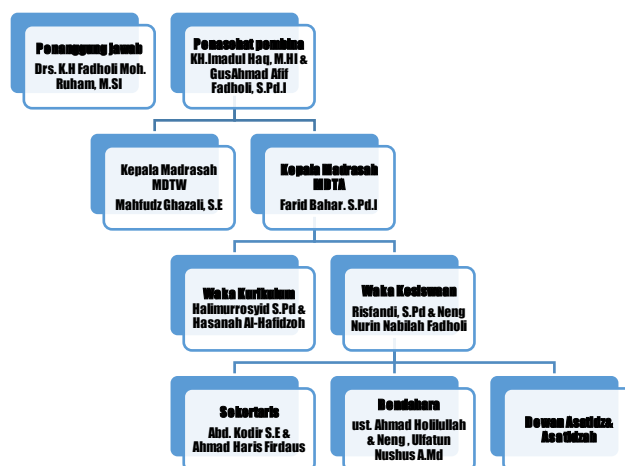 Penanggung jawab
Drs. K.H Fadholi Moh.
Ruham, M.SI
Penasehat pembina
KH.Imadul Haq, M.HI &
GusAhmad Afif
Fadholi, S.Pd.I
Kepala Madrasah
MDTW
Mahfudz Ghazali, S.E
Kepala Madrasah
MDTA
Farid Bahar. S.Pd.I
Waka Kurikulum
Halimurrosyid S.Pd &
Hasanah Al-Hafidzoh
Waka Kesiswaan
Risfandi, S.Pd & Neng
Nurin Nabilah Fadholi
Sekertaris
Abd. Kodir S.E &
Ahmad Haris Firdaus
Bendahara
ust. Ahmad Holilullah
& Neng , Ulfatun
Nushus A.Md
Dewan Asatidz&
Asatidzah